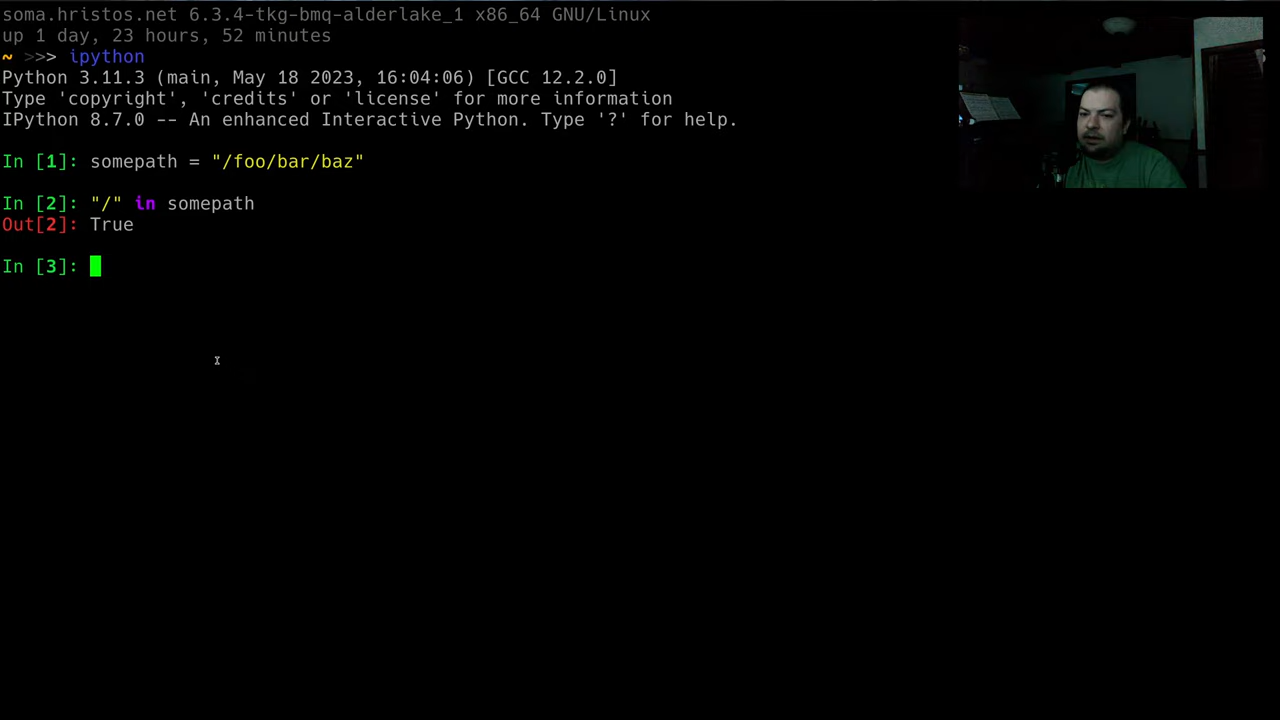 soma.hristos.net 6.3.4-tkg-bmq-alderlake_1 x86_64 GNU/Linux
up 1 day, 23 hours, 52 minutes
~ >>> ipython
Python 3.11.3 (main, May 18 2023, 16:04:06) [GCC 12.2.0]
Type 'copyright', 'credits' or 'license' for more information
IPython 8.7.0 -- An enhanced Interactive Python. Type '?' for help.
In [1]: somepath = "/foo/bar/baz"
In [2]: "/" in somepath
Out[2]: True
In [3]: